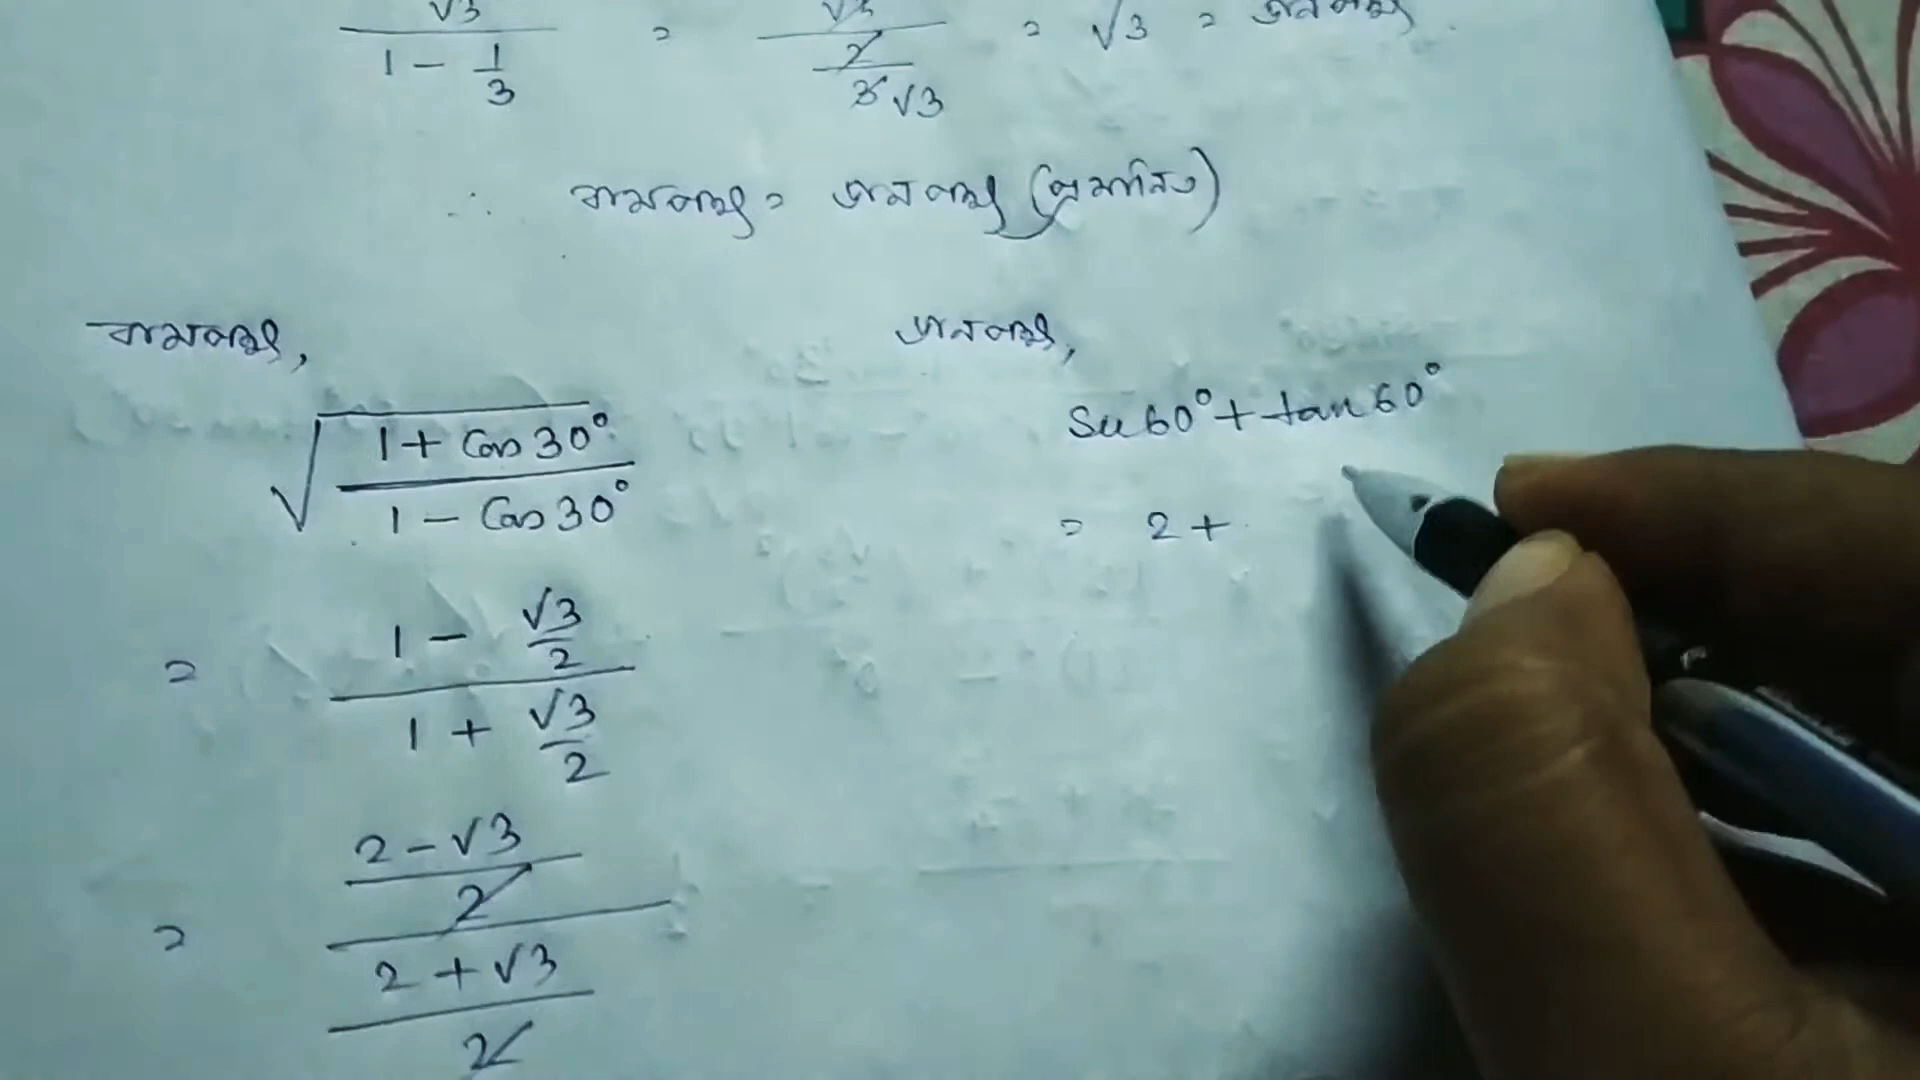 √3 / (1 - 1/3) = √3 / (2 / 3√3) = √3 = ডানপক্ষ
∴ বামপক্ষ = ডানপক্ষ (প্রমাণিত)
বামপক্ষ,
√((1 + Cos 30°) / (1 - Cos 30°))
= (1 - √3/2) / (1 + √3/2)
= ((2 - √3) / 2) / ((2 + √3) / 2)
ডানপক্ষ,
Sec 60° + tan 60°
= 2 +